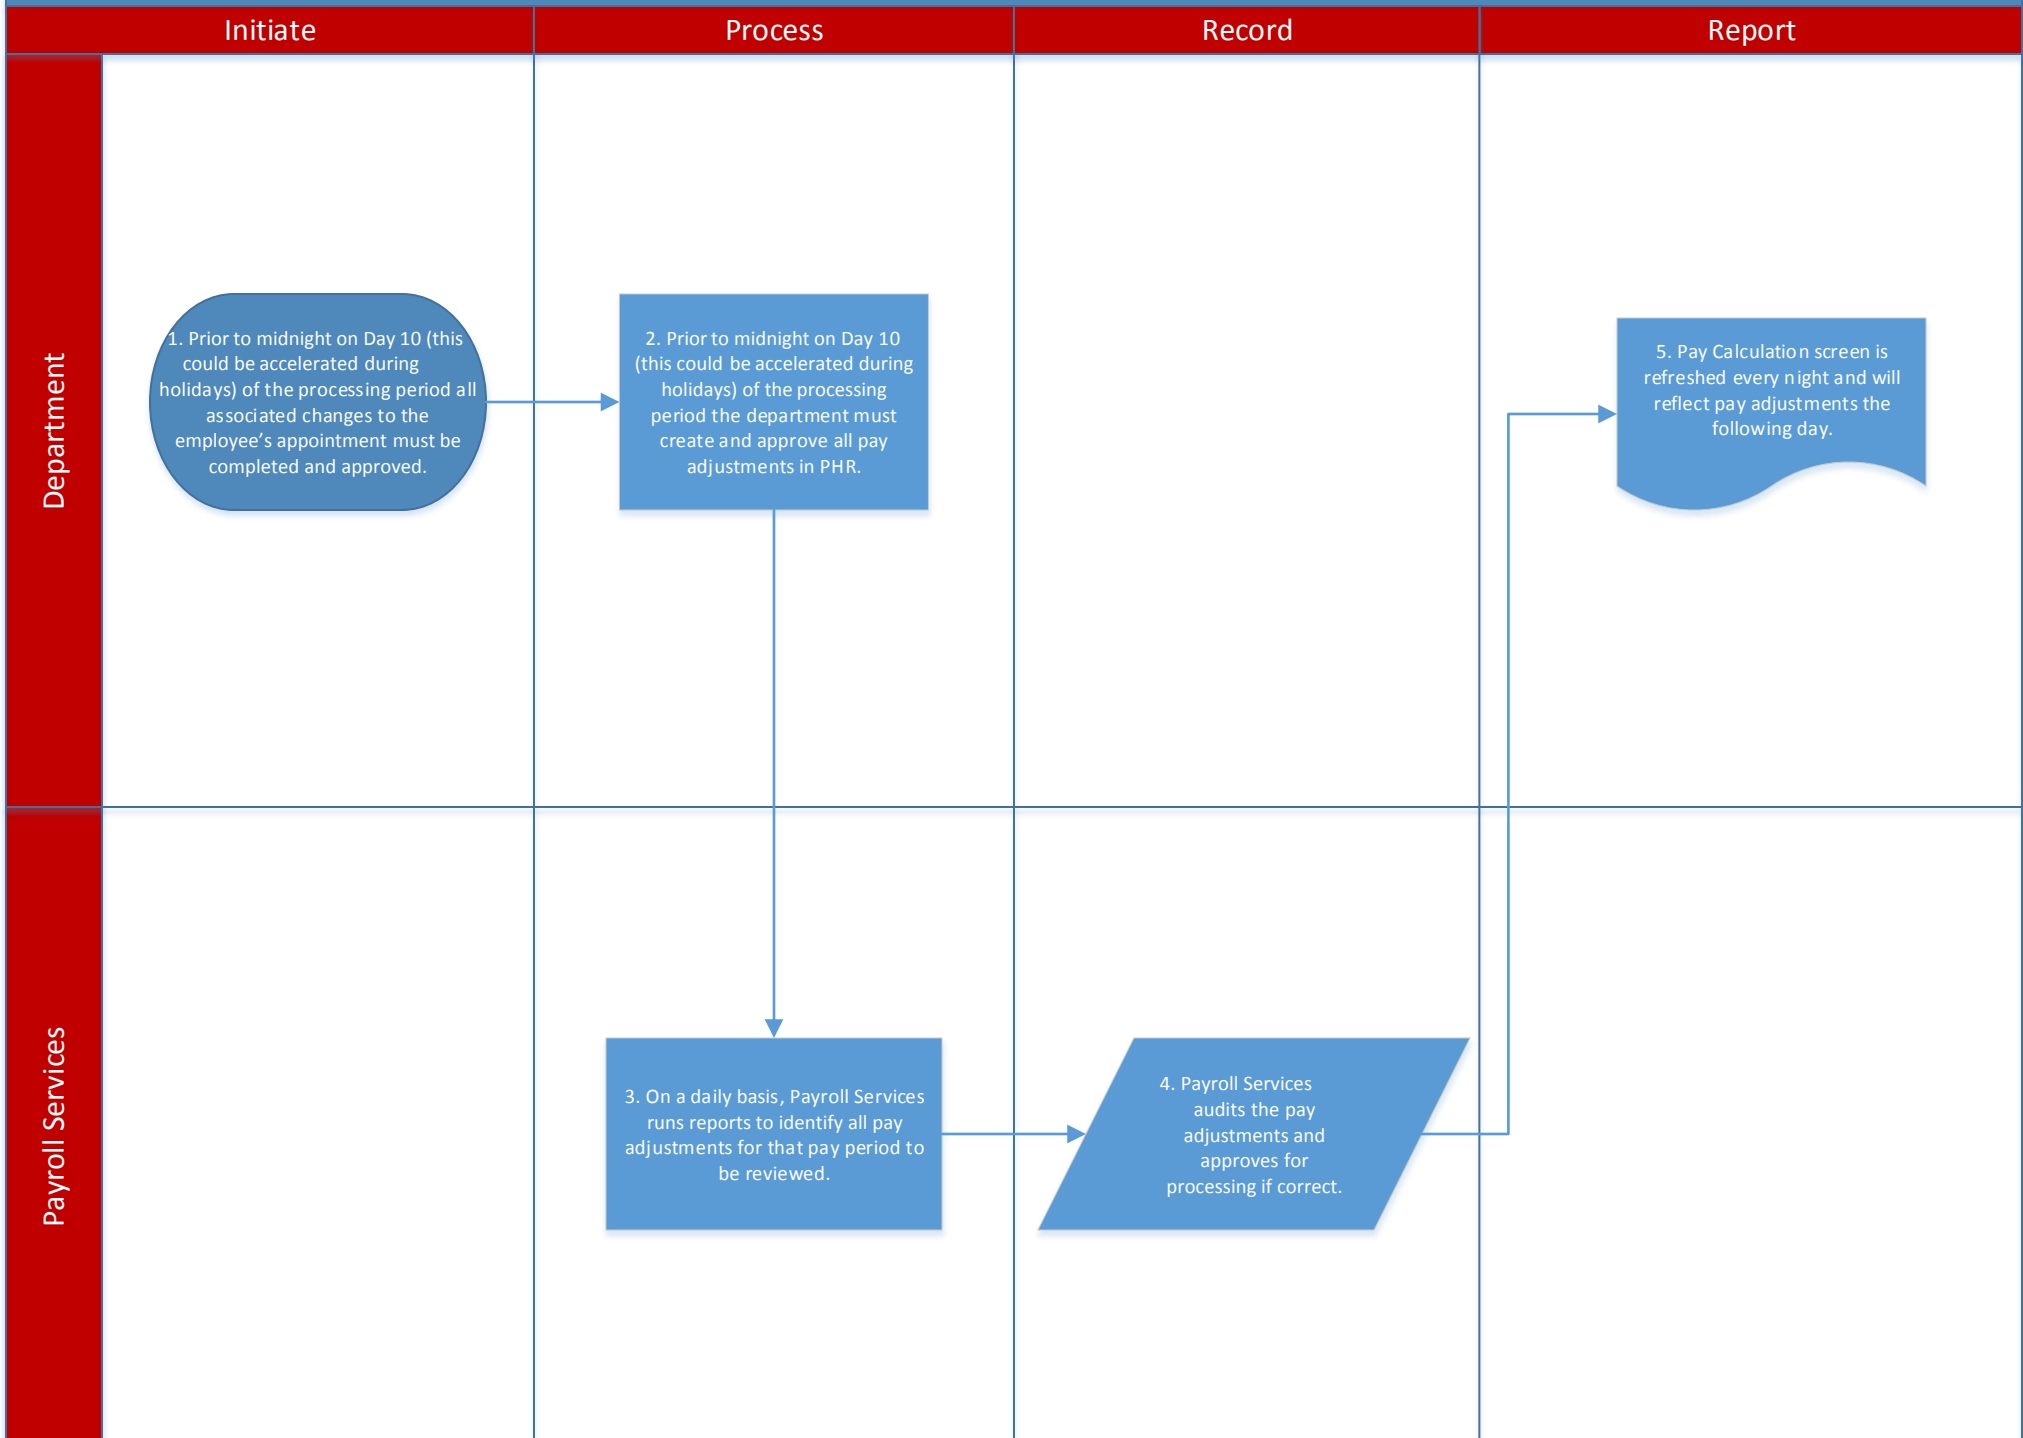 Initiate
Process
Record
Report
Department
1. Prior to midnight on Day 10 (this
could be accelerated during
holidays) of the processing period all
associated changes to the
employee’s appointment must be
completed and approved.
2. Prior to midnight on Day 10
(this could be accelerated during
holidays) of the processing
period the department must
create and approve all pay
adjustments in PHR.
5. Pay Calculation screen is
refreshed every night and will
reflect pay adjustments the
following day.
Payroll Services
3. On a daily basis, Payroll Services
runs reports to identify all pay
adjustments for that pay period to
be reviewed.
4. Payroll Services
audits the pay
adjustments and
approves for
processing if correct.